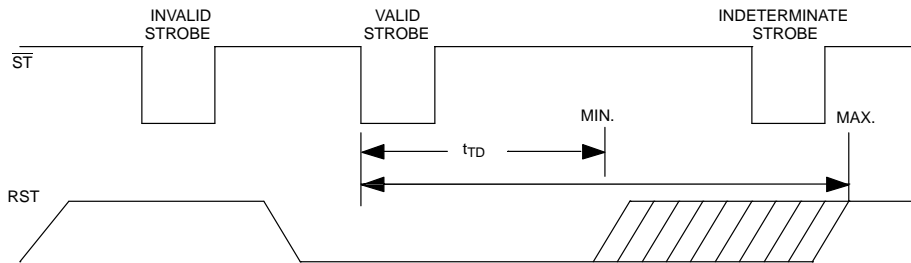 INVALID
STROBE
VALID
STROBE
INDETERMINATE
STROBE
ST
MIN.
MAX.
tTD
RST